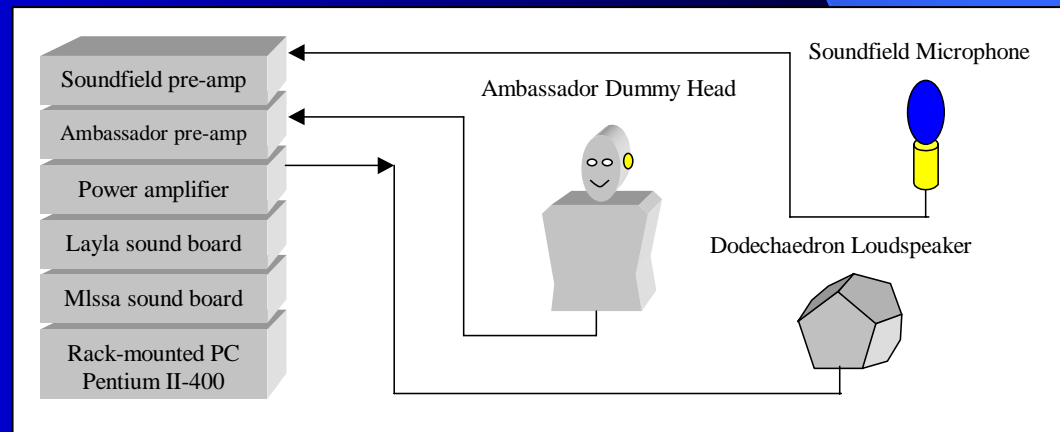 Soundfield pre-amp
Ambassador pre-amp
Power amplifier
Layla sound board
Mlssa sound board
Rack-mounted PC
Pentium II-400
Ambassador Dummy Head
Soundfield Microphone
Dodechaedron Loudspeaker